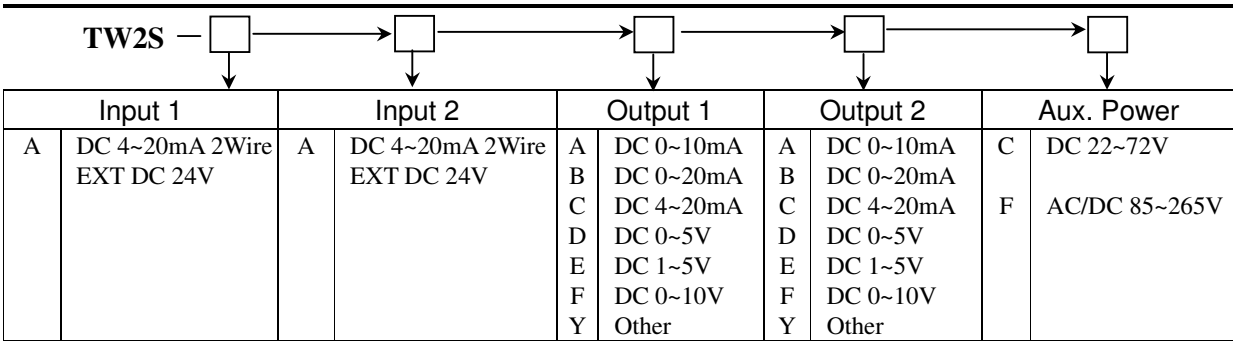 TW2S —
Input 1 Input 2 Output 1 Output 2 Aux. Power
A DC 4~20mA 2Wire A DC 4~20mA 2Wire A DC 0~10mA A DC 0~10mA C DC 22~72V
EXT DC 24V EXT DC 24V B DC 0~20mA B DC 0~20mA
C DC 4~20mA C DC 4~20mA F AC/DC 85~265V
D DC 0~5V D DC 0~5V
E DC 1~5V E DC 1~5V
F DC 0~10V F DC 0~10V
Y Other Y Other